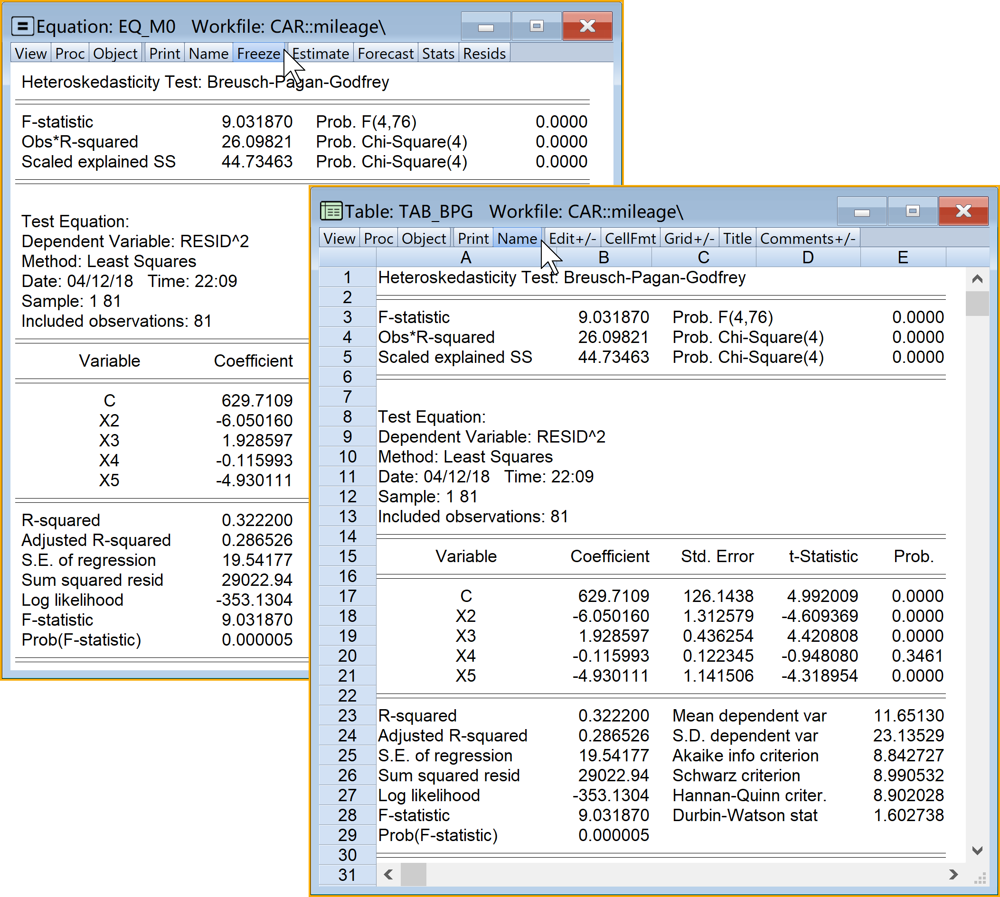 Equation: EQ_M0   Workfile: CAR::mileage\
View Proc Object Print Name Freeze Estimate Forecast Stats Resids
Heteroskedasticity Test: Breusch-Pagan-Godfrey
F-statistic 9.031870 Prob. F(4,76) 0.0000
Obs*R-squared 26.09821 Prob. Chi-Square(4) 0.0000
Scaled explained SS 44.73463 Prob. Chi-Square(4) 0.0000
Test Equation:
Dependent Variable: RESID^2
Method: Least Squares
Date: 04/12/18   Time: 22:09
Sample: 1 81
Included observations: 81
Variable Coefficient
C 629.7109
X2 -6.050160
X3 1.928597
X4 -0.115993
X5 -4.930111
R-squared 0.322200
Adjusted R-squared 0.286526
S.E. of regression 19.54177
Sum squared resid 29022.94
Log likelihood -353.1304
F-statistic 9.031870
Prob(F-statistic) 0.000005
Table: TAB_BPG   Workfile: CAR::mileage\
View Proc Object Print Name Edit+/- CellFmt Grid+/- Title Comments+/-
A B C D E
1 Heteroskedasticity Test: Breusch-Pagan-Godfrey
2
3 F-statistic 9.031870 Prob. F(4,76) 0.0000
4 Obs*R-squared 26.09821 Prob. Chi-Square(4) 0.0000
5 Scaled explained SS 44.73463 Prob. Chi-Square(4) 0.0000
6
7
8 Test Equation:
9 Dependent Variable: RESID^2
10 Method: Least Squares
11 Date: 04/12/18   Time: 22:09
12 Sample: 1 81
13 Included observations: 81
14
15 Variable Coefficient Std. Error t-Statistic Prob.
16
17 C 629.7109 126.1438 4.992009 0.0000
18 X2 -6.050160 1.312579 -4.609369 0.0000
19 X3 1.928597 0.436254 4.420808 0.0000
20 X4 -0.115993 0.122345 -0.948080 0.3461
21 X5 -4.930111 1.141506 -4.318954 0.0000
22
23 R-squared 0.322200 Mean dependent var 11.65130
24 Adjusted R-squared 0.286526 S.D. dependent var 23.13529
25 S.E. of regression 19.54177 Akaike info criterion 8.842727
26 Sum squared resid 29022.94 Schwarz criterion 8.990532
27 Log likelihood -353.1304 Hannan-Quinn criter. 8.902028
28 F-statistic 9.031870 Durbin-Watson stat 1.602738
29 Prob(F-statistic) 0.000005
30
31